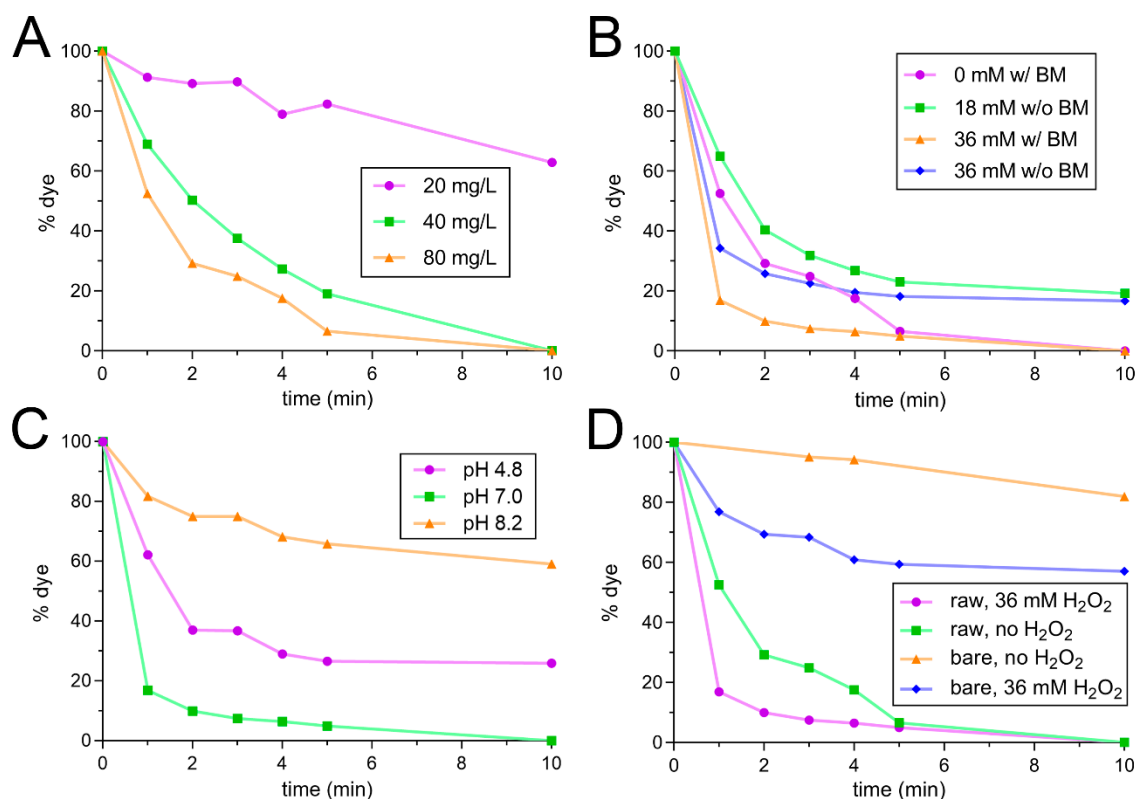 A
% dye
100
80
60
40
20
0
0
2
4
6
8
10
time (min)
20 mg/L
40 mg/L
80 mg/L
B
% dye
100
80
60
40
20
0
0
2
4
6
8
10
time (min)
0 mM w/ BM
18 mM w/o BM
36 mM w/ BM
36 mM w/o BM
C
% dye
100
80
60
40
20
0
0
2
4
6
8
10
time (min)
pH 4.8
pH 7.0
pH 8.2
D
% dye
100
80
60
40
20
0
0
2
4
6
8
10
time (min)
raw, 36 mM H₂O₂
raw, no H₂O₂
bare, no H₂O₂
bare, 36 mM H₂O₂